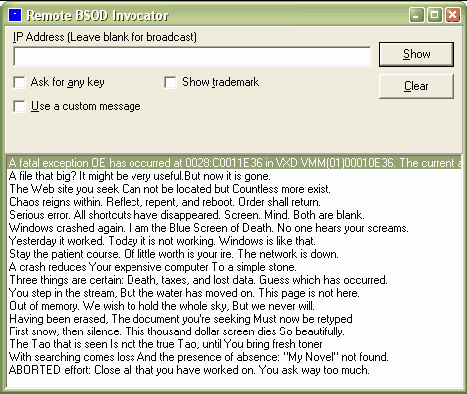 Remote BSOD Invocator
IP Address (Leave blank for broadcast)
Show
Ask for any key
Show trademark
Clear
Use a custom message
A fatal exception OE has occurred at 0028:C0011E36 in VXD VMM(01)00010E36. The current a
A file that big? It might be very useful.But now it is gone.
The Web site you seek Can not be located but Countless more exist.
Chaos reigns within. Reflect, repent, and reboot. Order shall return.
Serious error. All shortcuts have disappeared. Screen. Mind. Both are blank.
Windows crashed again. I am the Blue Screen of Death. No one hears your screams.
Yesterday it worked. Today it is not working. Windows is like that.
Stay the patient course. Of little worth is your ire. The network is down.
A crash reduces Your expensive computer To a simple stone.
Three things are certain: Death, taxes, and lost data. Guess which has occurred.
You step in the stream, But the water has moved on. This page is not here.
Out of memory. We wish to hold the whole sky, But we never will.
Having been erased, The document you're seeking Must now be retyped
First snow, then silence. This thousand dollar screen dies So beautifully.
The Tao that is seen Is not the true Tao, until You bring fresh toner
With searching comes loss And the presence of absence: "My Novel" not found.
ABORTED effort: Close al that you have worked on. You ask way too much.